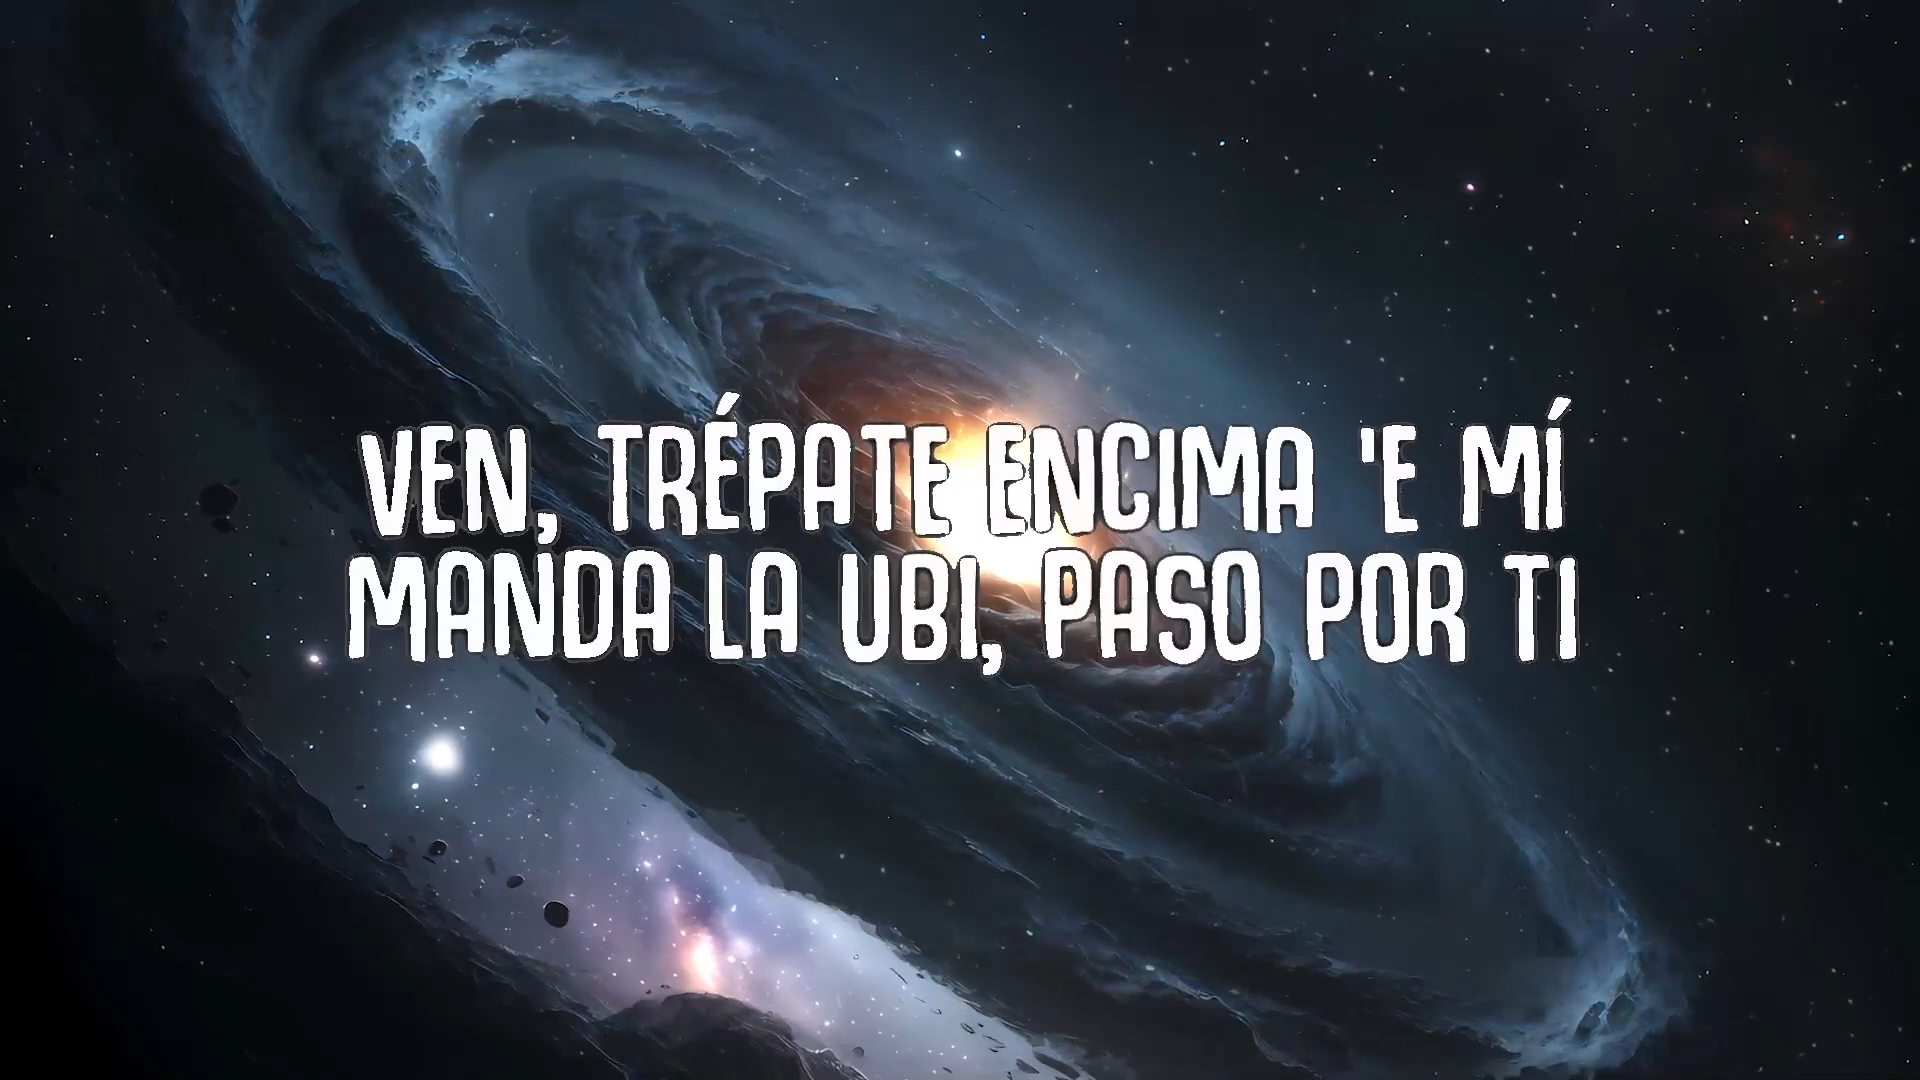 VEN, TRÉPATE ENCIMA 'E MÍ
MANDA LA UBI, PASO POR TI